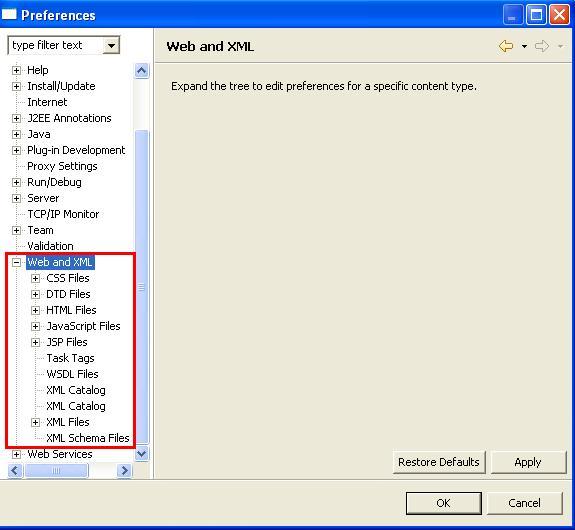 Preferences
type filter text
Web and XML
Help
Install/Update
Internet
J2EE Annotations
Java
Plug-in Development
Proxy Settings
Run/Debug
Server
TCP/IP Monitor
Team
Validation
Web and XML
CSS Files
DTD Files
HTML Files
JavaScript Files
JSP Files
Task Tags
WSDL Files
XML Catalog
XML Catalog
XML Files
XML Schema Files
Web Services
Expand the tree to edit preferences for a specific content type.
Restore Defaults Apply
OK Cancel